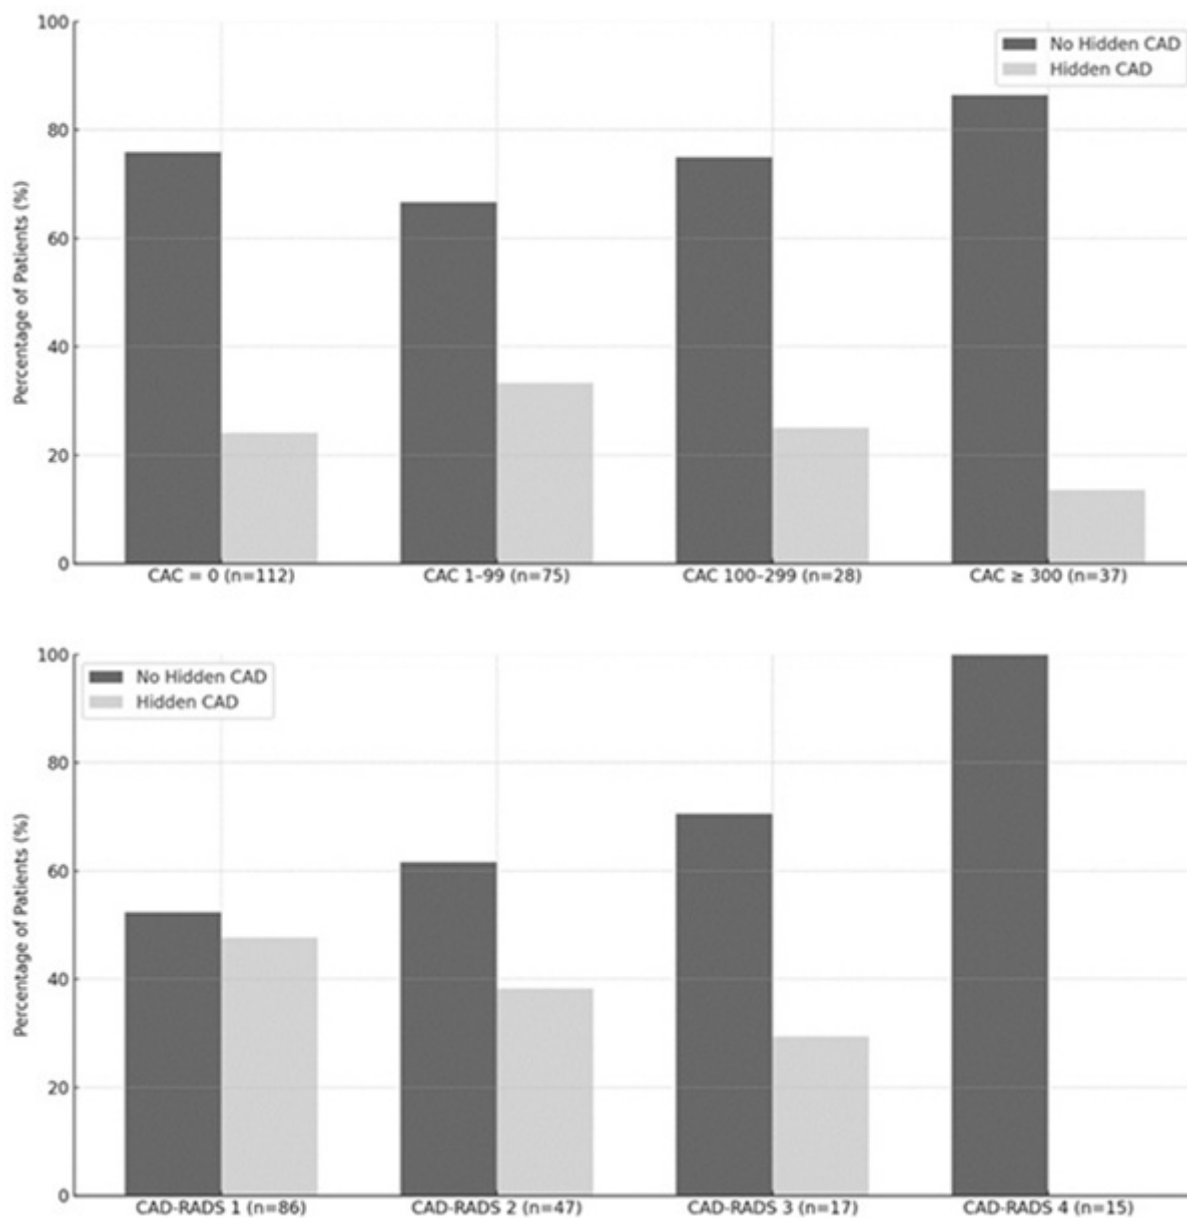 Percentage of Patients (%)
100
80
60
40
20
0
No Hidden CAD
Hidden CAD
CAC = 0 (n=112)
CAC 1–99 (n=75)
CAC 100–299 (n=28)
CAC ≥ 300 (n=37)
Percentage of Patients (%)
100
80
60
40
20
0
No Hidden CAD
Hidden CAD
CAD-RADS 1 (n=86)
CAD-RADS 2 (n=47)
CAD-RADS 3 (n=17)
CAD-RADS 4 (n=15)